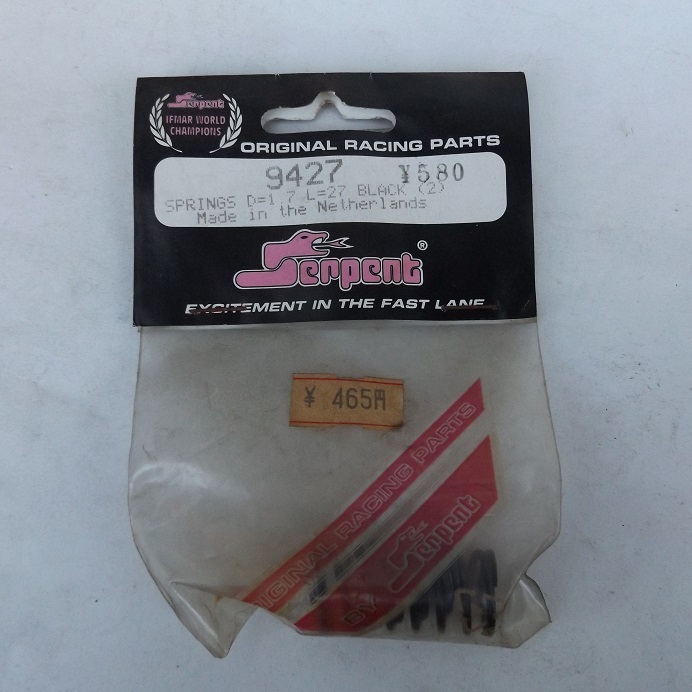 Serpent
IFMAR WORLD
CHAMPIONS
ORIGINAL RACING PARTS
9427 ¥580
SPRINGS D=1.7 L=27 BLACK (2)
Made in the Netherlands
Serpent®
EXCITEMENT IN THE FAST LANE
¥ 465円
ORIGINAL RACING PARTS
BY Serpent